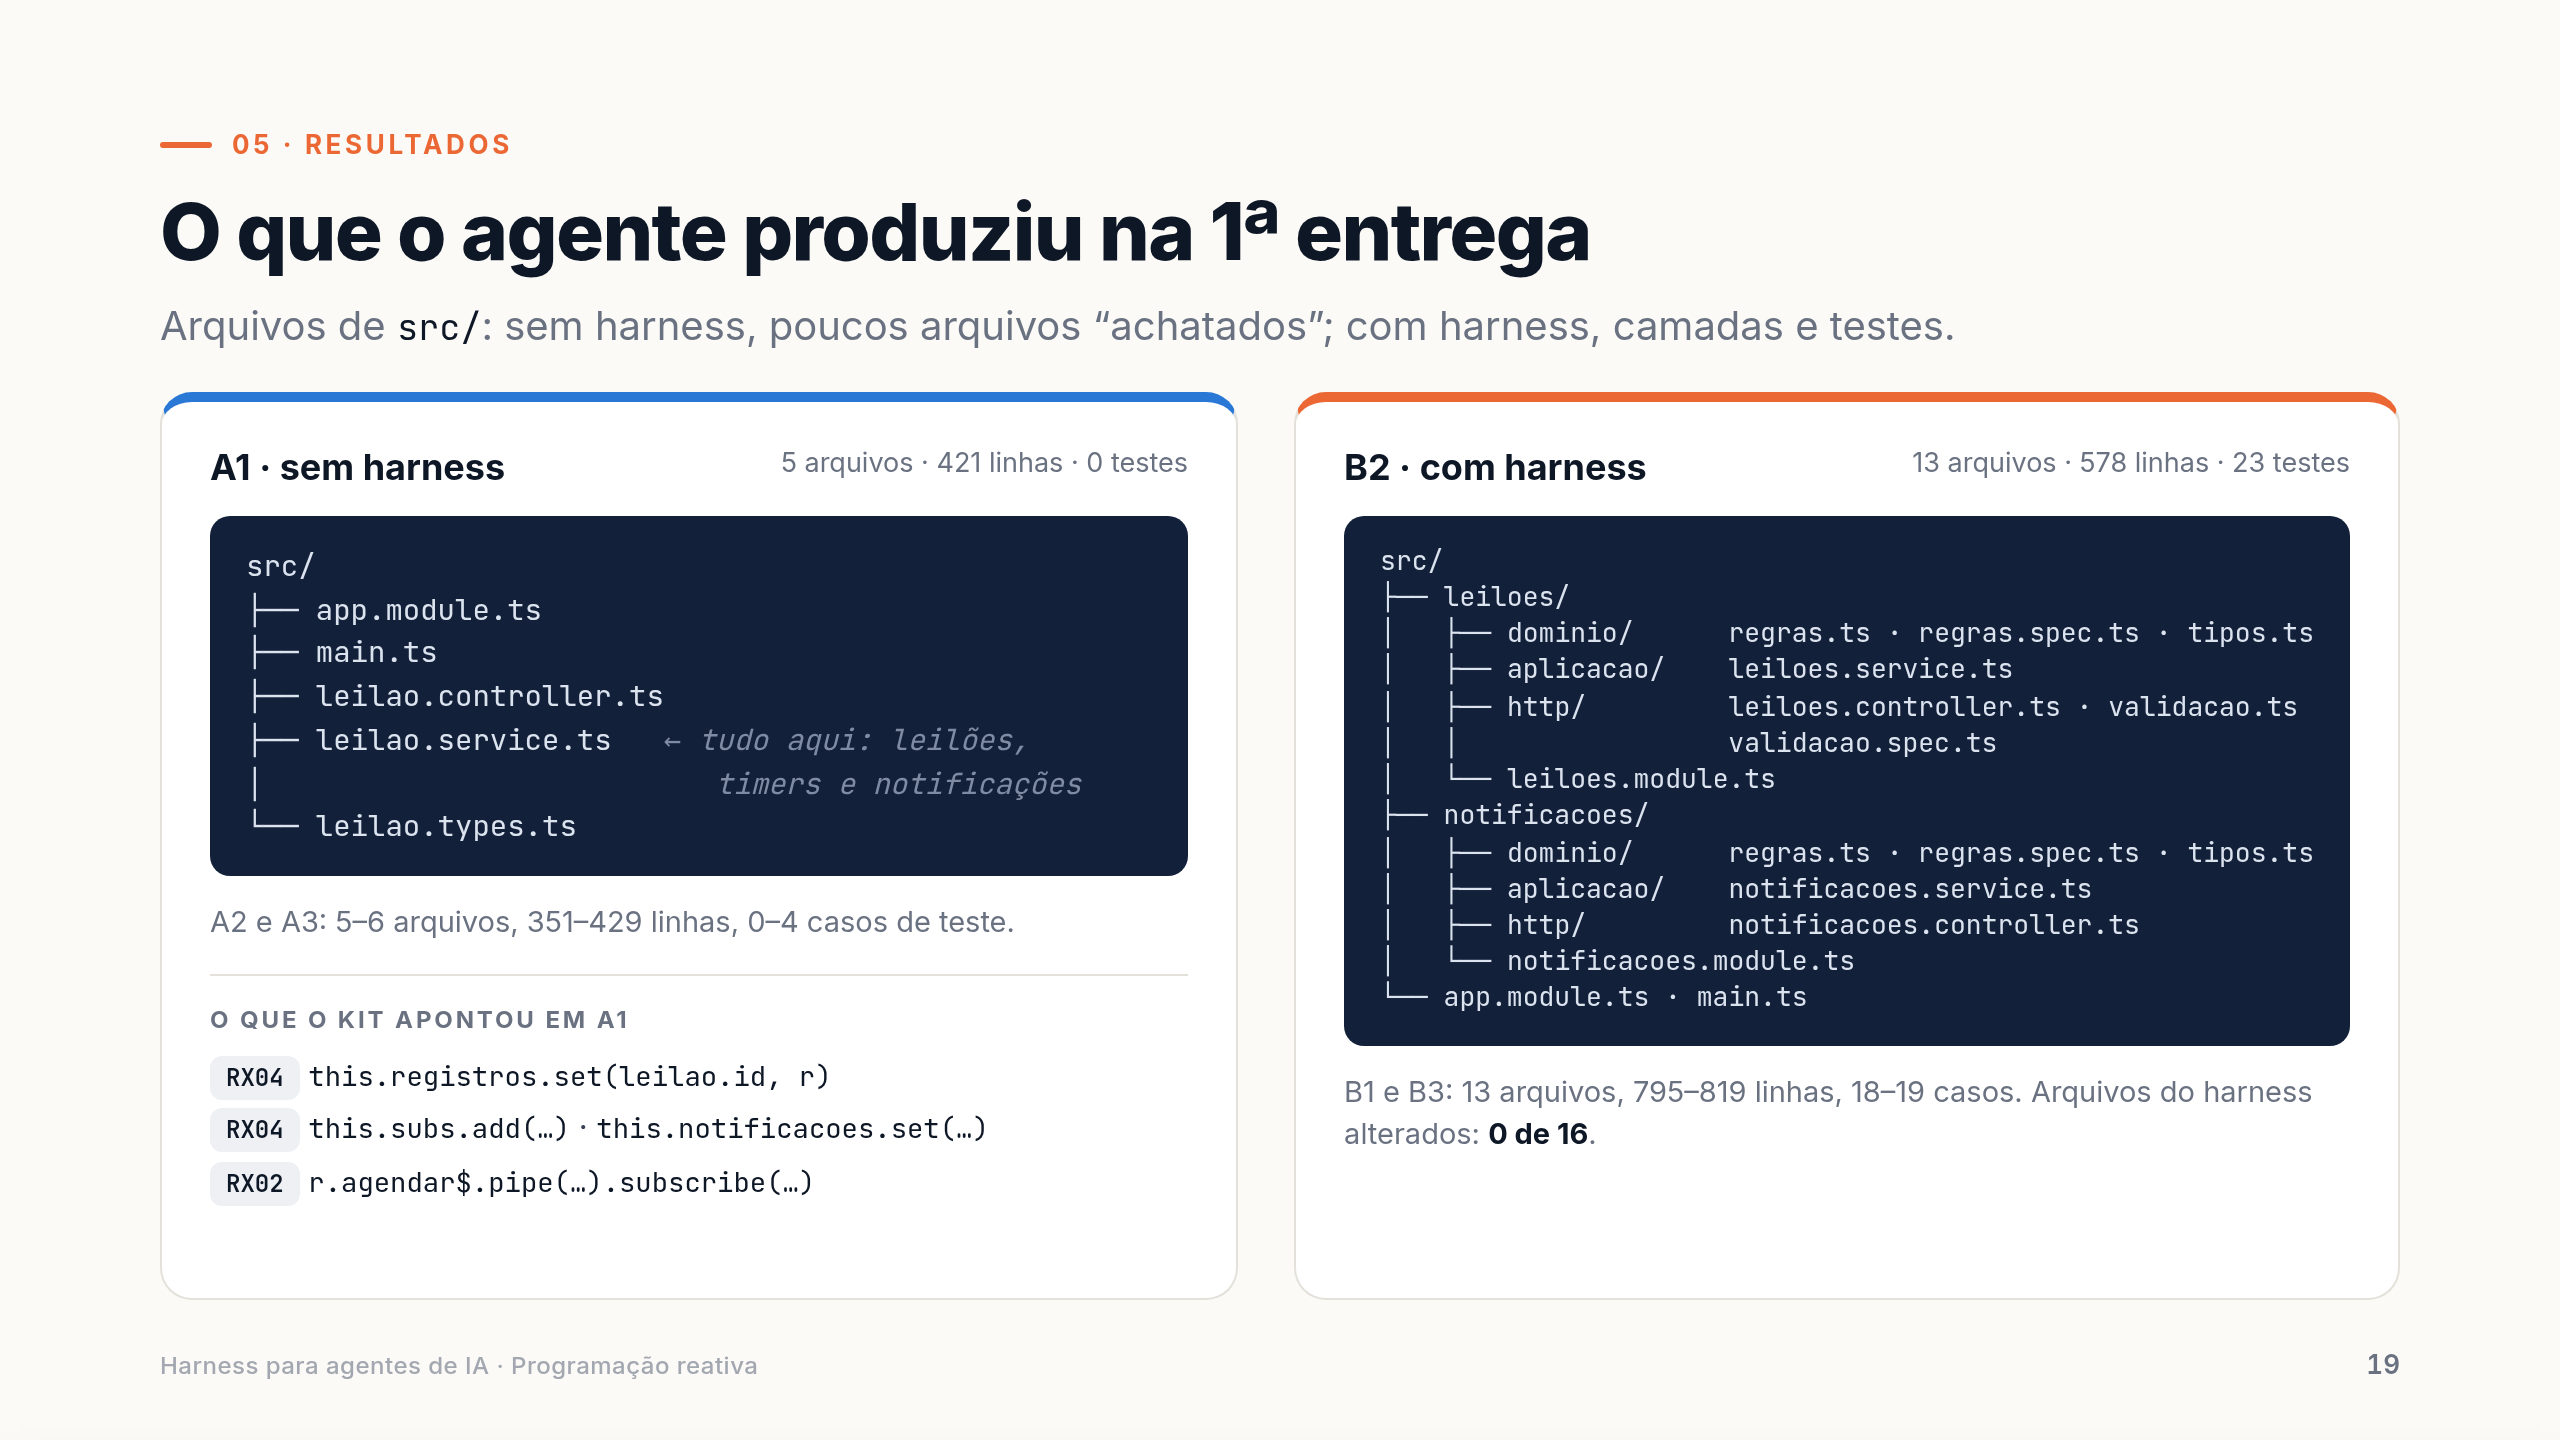 05 · RESULTADOS
O que o agente produziu na 1ª entrega
Arquivos de src/: sem harness, poucos arquivos “achatados”; com harness, camadas e testes.
A1 · sem harness
5 arquivos · 421 linhas · 0 testes
src/
├── app.module.ts
├── main.ts
├── leilao.controller.ts
├── leilao.service.ts   ← tudo aqui: leilões,
│                          timers e notificações
└── leilao.types.ts
A2 e A3: 5–6 arquivos, 351–429 linhas, 0–4 casos de teste.
O QUE O KIT APONTOU EM A1
RX04 this.registros.set(leilao.id, r)
RX04 this.subs.add(…) · this.notificacoes.set(…)
RX02 r.agendar$.pipe(…).subscribe(…)
B2 · com harness
13 arquivos · 578 linhas · 23 testes
src/
├── leiloes/
│   ├── dominio/      regras.ts · regras.spec.ts · tipos.ts
│   ├── aplicacao/    leiloes.service.ts
│   ├── http/         leiloes.controller.ts · validacao.ts
│   │                 validacao.spec.ts
│   └── leiloes.module.ts
├── notificacoes/
│   ├── dominio/      regras.ts · regras.spec.ts · tipos.ts
│   ├── aplicacao/    notificacoes.service.ts
│   ├── http/         notificacoes.controller.ts
│   └── notificacoes.module.ts
└── app.module.ts · main.ts
B1 e B3: 13 arquivos, 795–819 linhas, 18–19 casos. Arquivos do harness
alterados: 0 de 16.
Harness para agentes de IA · Programação reativa
19